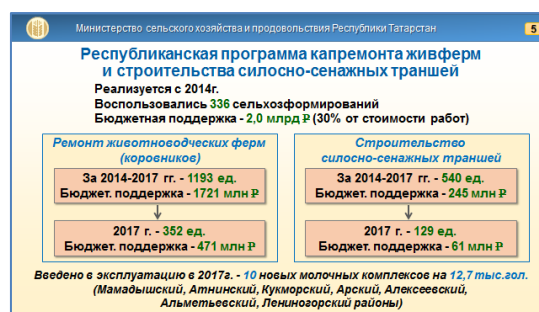 Министерство сельского хозяйства и продовольствия Республики Татарстан
5
Республиканская программа капремонта живферм
и строительства силосно-сенажных траншей
Реализуется с 2014г.
Воспользовались 336 сельхозформирований
Бюджетная поддержка - 2,0 млрд ₽ (30% от стоимости работ)
Ремонт животноводческих ферм
(коровников)
За 2014-2017 гг. - 1193 ед.
Бюджет. поддержка - 1721 млн ₽
2017 г. - 352 ед.
Бюджет. поддержка - 471 млн ₽
Строительство
силосно-сенажных траншей
За 2014-2017 гг. - 540 ед.
Бюджет. поддержка - 245 млн ₽
2017 г. - 129 ед.
Бюджет. поддержка - 61 млн ₽
Введено в эксплуатацию в 2017г. - 10 новых молочных комплексов на 12,7 тыс.гол.
(Мамадышский, Атнинский, Кукморский, Арский, Алексеевский,
Альметьевский, Лениногорский районы)